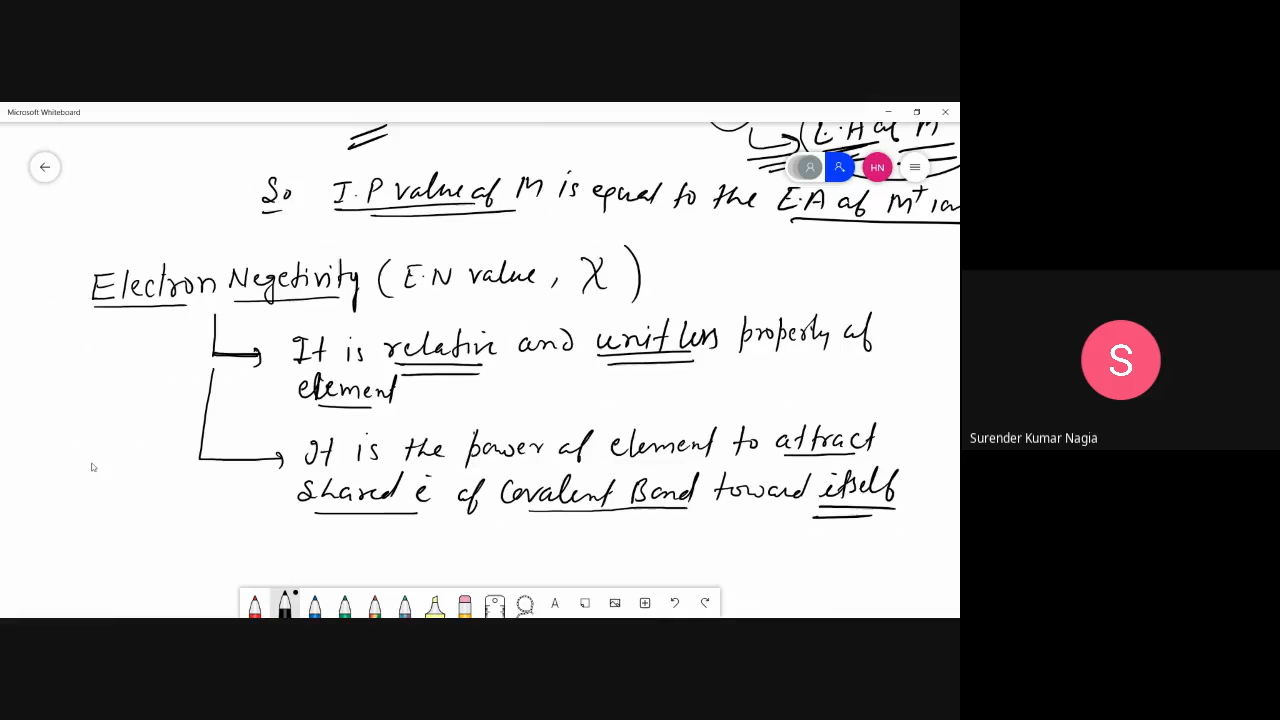 Microsoft Whiteboard
(E.A of M
HN
So I.P value of M is equal to the E.A of M+ ion
Electron Negetivity (E.N value, χ)
It is relative and unitless property of
element
S
It is the power of element to attract
Surender Kumar Nagia
Shared e- of Covalent Bond toward itself
A